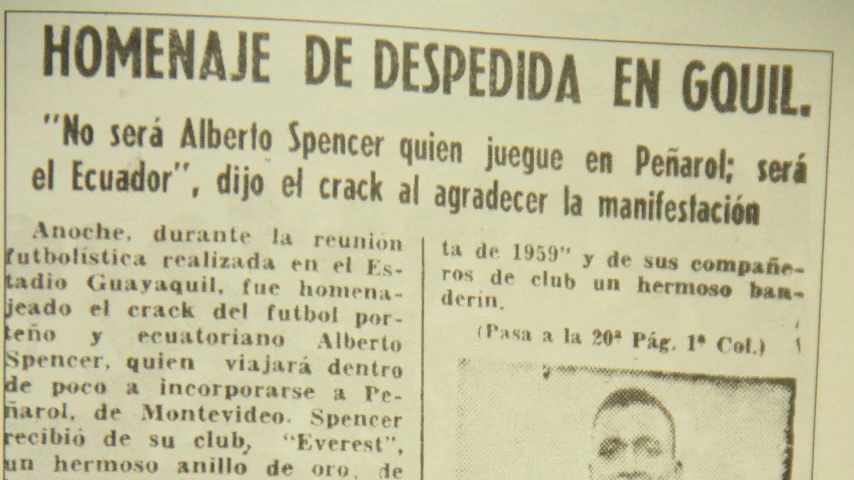 HOMENAJE DE DESPEDIDA EN GQUIL.
"No será Alberto Spencer quien juegue en Peñarol; será
el Ecuador", dijo el crack al agradecer la manifestación
Anoche, durante la reunión
futbolística realizada en el Es-
tadio Guayaquil, fue homena-
jeado el crack del futbol por-
teño y ecuatoriano Alberto
Spencer, quien viajará dentro
de poco a incorporarse a Pe-
ñarol, de Montevideo. Spencer
recibió de su club, "Everest",
un hermoso anillo de oro, de
ta de 1959" y de sus compañe-
ros de club un hermoso ban-
derín.
(Pasa a la 20ª Pág. 1ª Col.)